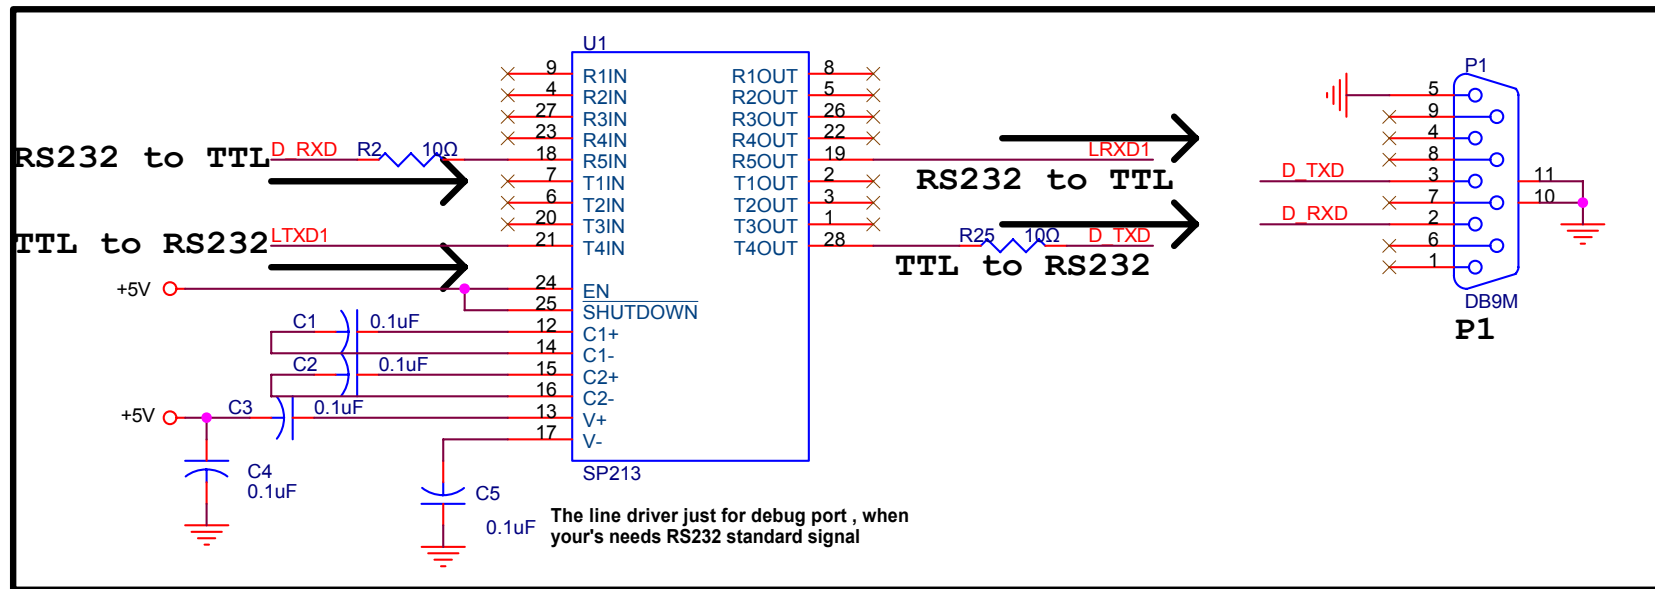 U1
9 R1IN R1OUT 8
4 R2IN R2OUT 5
27 R3IN R3OUT 26
23 R4IN R4OUT 22
RS232 to TTL D_RXD R2 10Ω 18 R5IN R5OUT 19 LRXD1
7 T1IN T1OUT 2
RS232 to TTL
6 T2IN T2OUT 3
20 T3IN T3OUT 1
TTL to RS232 LTXD1 21 T4IN T4OUT 28 R25 10Ω D_TXD
TTL to RS232
+5V 24 EN
25 SHUTDOWN
C1 0.1uF 12 C1+
14 C1-
C2 0.1uF 15 C2+
16 C2-
+5V C3 0.1uF 13 V+
17 V-
SP213
C4
0.1uF
C5
0.1uF
The line driver just for debug port , when
your's needs RS232 standard signal
P1
5
9
4
8
D_TXD 3 11
7 10
D_RXD 2
6
1
DB9M
P1